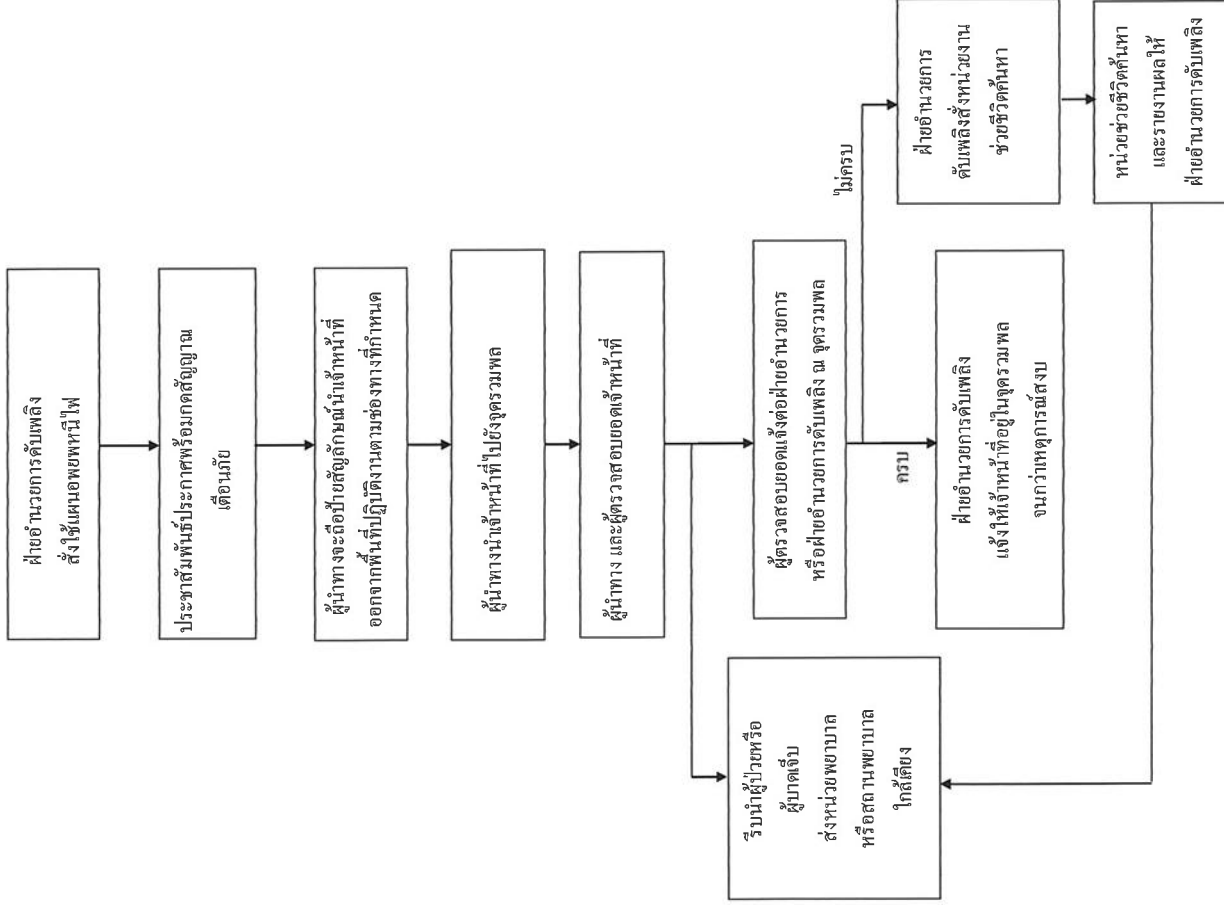 ฝ่ายอำนวยการดับเพลิง
สั่งใช้แผนอพยพหนีไฟ
ประชาสัมพันธ์ประกาศพร้อมกดสัญญาณ
เตือนภัย
ผู้นำทางจะถือป้ายสัญลักษณ์นำเจ้าหน้าที่
ออกจากพื้นที่ปฏิบัติงานตามช่องทางที่กำหนด
ผู้นำทางนำเจ้าหน้าที่ไปยังจุดรวมพล
ผู้นำทาง และผู้ตรวจสอบยอดเจ้าหน้าที่
รีบนำผู้ป่วยหรือ
ผู้บาดเจ็บ
ส่งหน่วยพยาบาล
หรือสถานพยาบาล
ใกล้เคียง
ผู้ตรวจสอบยอดแจ้งต่อฝ่ายอำนวยการ
หรือฝ่ายอำนวยการดับเพลิง ณ จุดรวมพล
ครบ
ไม่ครบ
ฝ่ายอำนวยการดับเพลิง
แจ้งให้เจ้าหน้าที่อยู่ในจุดรวมพล
จนกว่าเหตุการณ์สงบ
ฝ่ายอำนวยการ
ดับเพลิงสั่งหน่วยงาน
ช่วยชีวิตค้นหา
หน่วยช่วยชีวิตค้นหา
และรายงานผลให้
ฝ่ายอำนวยการดับเพลิง